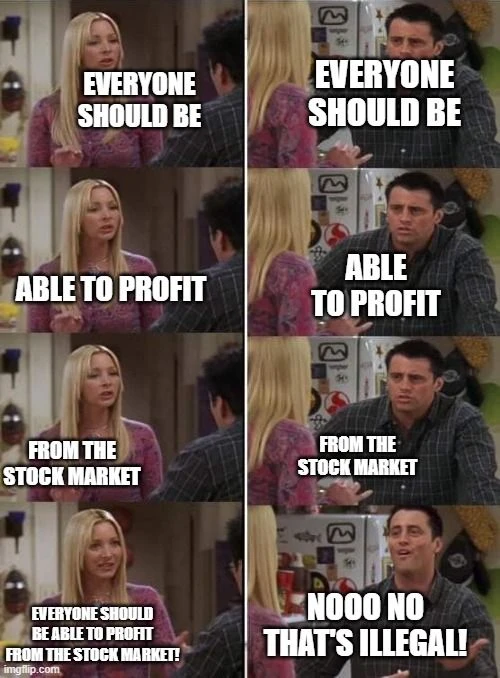 EVERYONE
SHOULD BE
EVERYONE
SHOULD BE
ABLE TO PROFIT
ABLE
TO PROFIT
FROM THE
STOCK MARKET
FROM THE
STOCK MARKET
EVERYONE SHOULD
BE ABLE TO PROFIT
FROM THE STOCK MARKET!
NOOO NO
THAT'S ILLEGAL!
imgflip.com